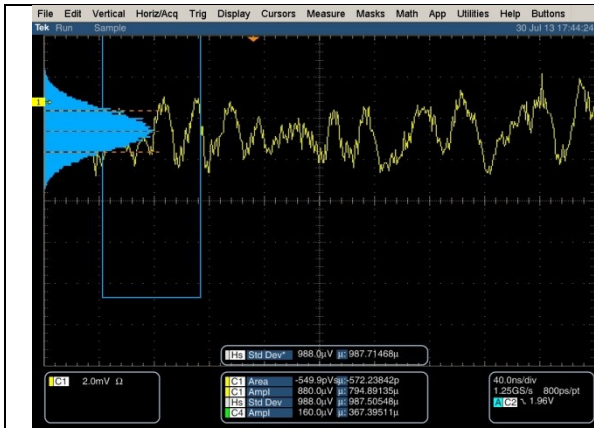 File Edit Vertical Horiz/Acq Trig Display Cursors Measure Masks Math App Utilities Help Buttons
Tek Run Sample 30 Jul 13 17:44:24
1
Hs Std Dev* 988.0µV µ: 987.71468µ
C1 2.0mV Ω
C1 Area -549.9pVs µ: -572.23842p
C1 Ampl 880.0µV µ: 794.89135µ
Hs Std Dev 988.0µV µ: 987.50548µ
C4 Ampl 160.0µV µ: 367.39511µ
40.0ns/div
1.25GS/s 800ps/pt
A C2 1.96V